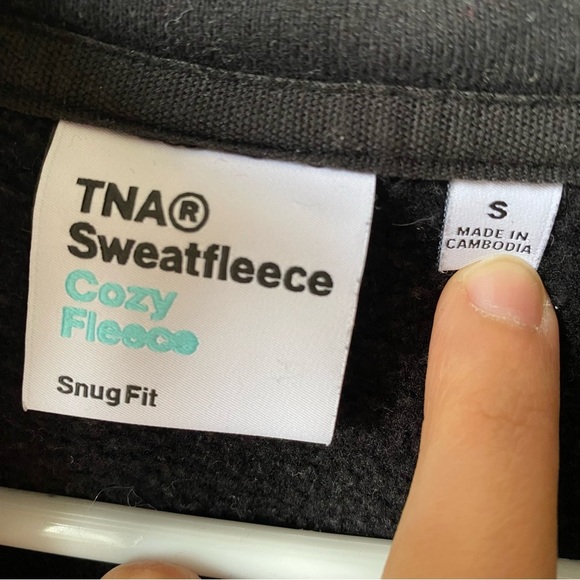 TNA®
Sweatfleece
Cozy
Fleece
Snug Fit
S
MADE IN
CAMBODIA